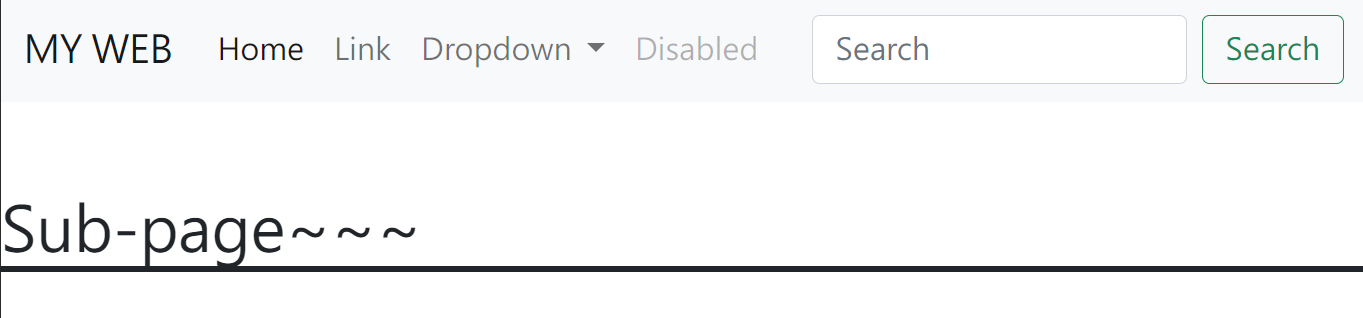 MY WEB Home Link Dropdown Disabled Search Search
Sub-page~~~